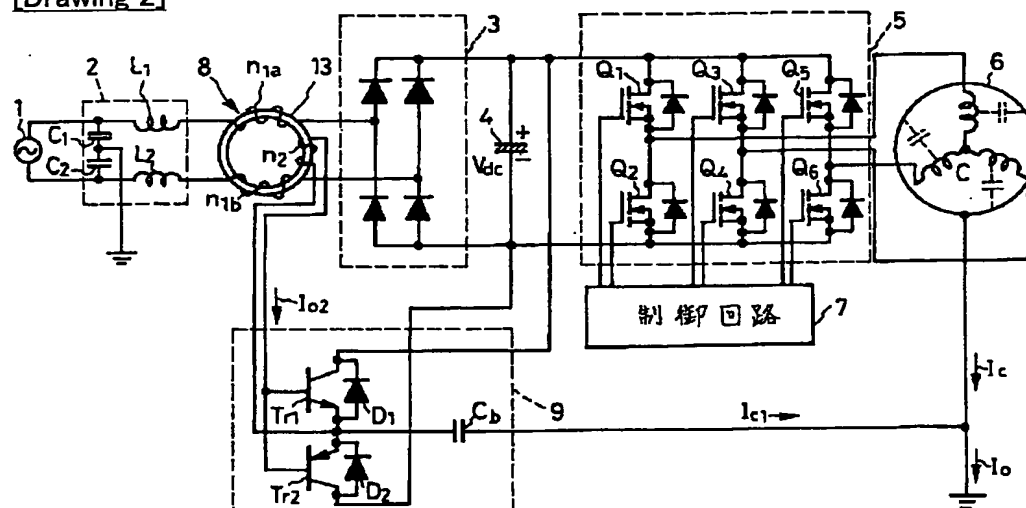 [Drawing 2]
3
5
2 L1 8 n1a 13
Q1 Q3 Q5 6
1 C1 4 + − Vdc
C2 L2 n2
n1b
Q2 Q4 Q6 C
制御回路 7
Io2
Ic
Tr1 D1 9 Cb Ic1
Io
Tr2 D2